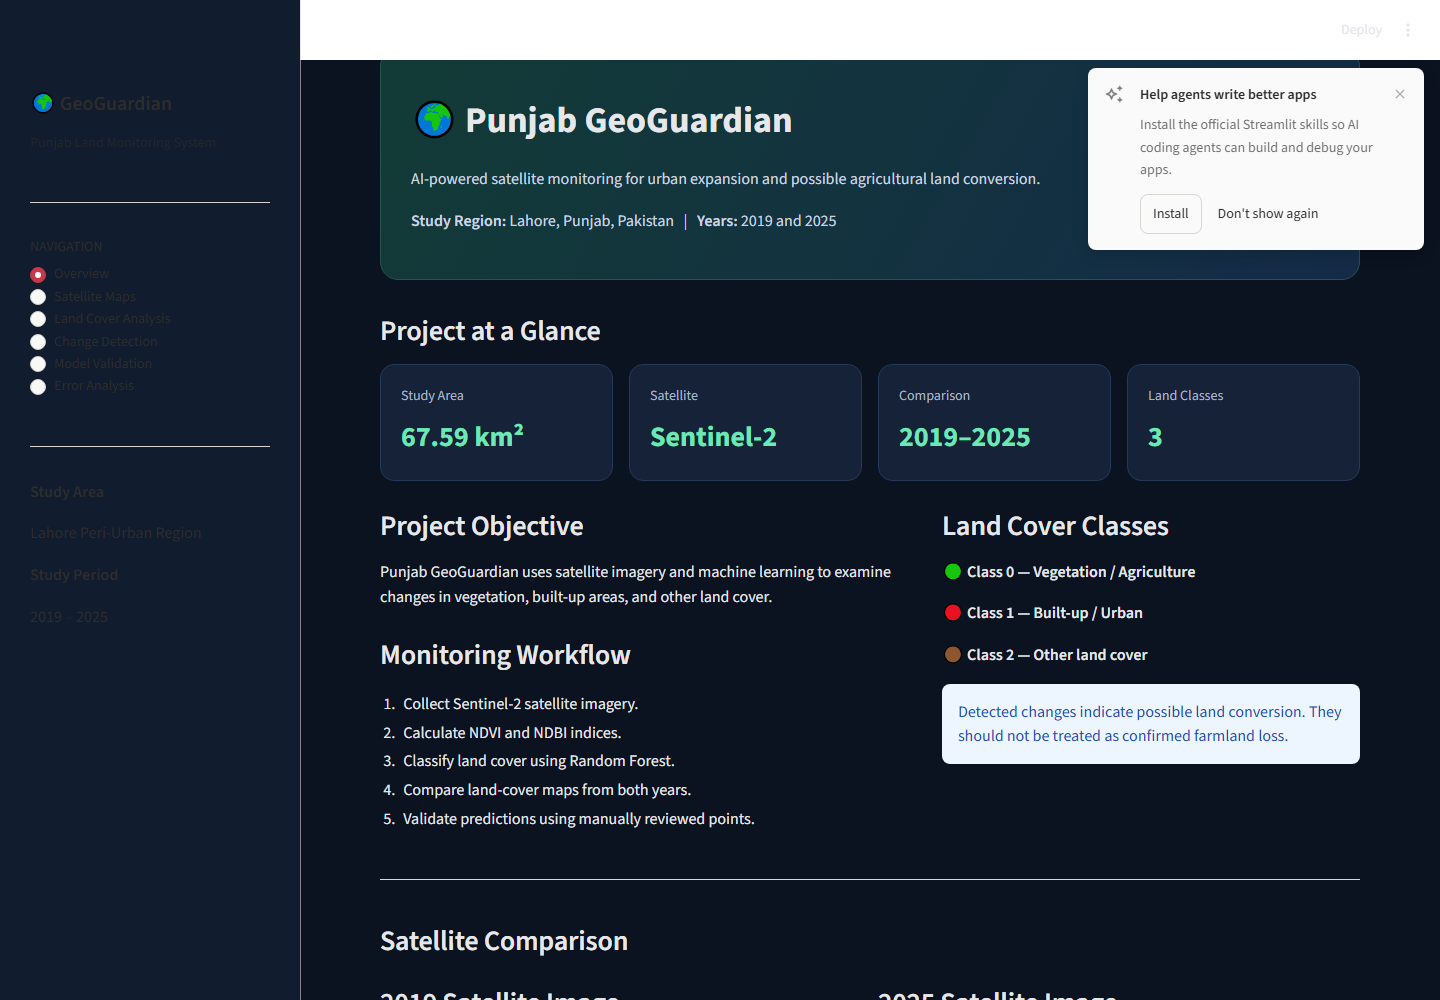 Deploy
GeoGuardian
Punjab Land Monitoring System
NAVIGATION
Overview
Satellite Maps
Land Cover Analysis
Change Detection
Model Validation
Error Analysis
Study Area
Lahore Peri-Urban Region
Study Period
2019 – 2025
Punjab GeoGuardian
AI-powered satellite monitoring for urban expansion and possible agricultural land conversion.
Study Region: Lahore, Punjab, Pakistan | Years: 2019 and 2025
Help agents write better apps
Install the official Streamlit skills so AI
coding agents can build and debug your
apps.
Install
Don't show again
Project at a Glance
Study Area
67.59 km²
Satellite
Sentinel-2
Comparison
2019–2025
Land Classes
3
Project Objective
Punjab GeoGuardian uses satellite imagery and machine learning to examine
changes in vegetation, built-up areas, and other land cover.
Monitoring Workflow
1. Collect Sentinel-2 satellite imagery.
2. Calculate NDVI and NDBI indices.
3. Classify land cover using Random Forest.
4. Compare land-cover maps from both years.
5. Validate predictions using manually reviewed points.
Land Cover Classes
Class 0 — Vegetation / Agriculture
Class 1 — Built-up / Urban
Class 2 — Other land cover
Detected changes indicate possible land conversion. They
should not be treated as confirmed farmland loss.
Satellite Comparison
2019 Satellite Image
2025 Satellite Image